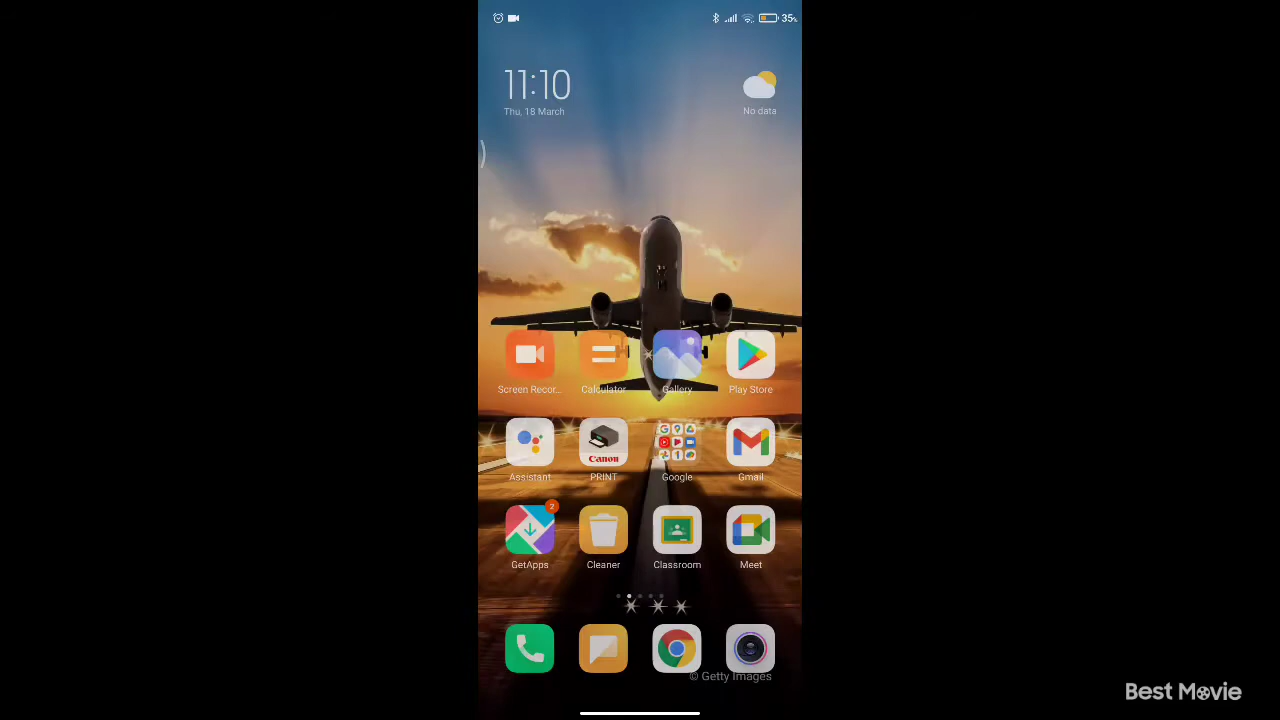 35%
11:10
Thu, 18 March
No data
Screen Recor...
Calculator
Gallery
Play Store
Canon
Assistant
PRINT
Google
Gmail
2
GetApps
Cleaner
Classroom
Meet
© Getty Images
Best Movie